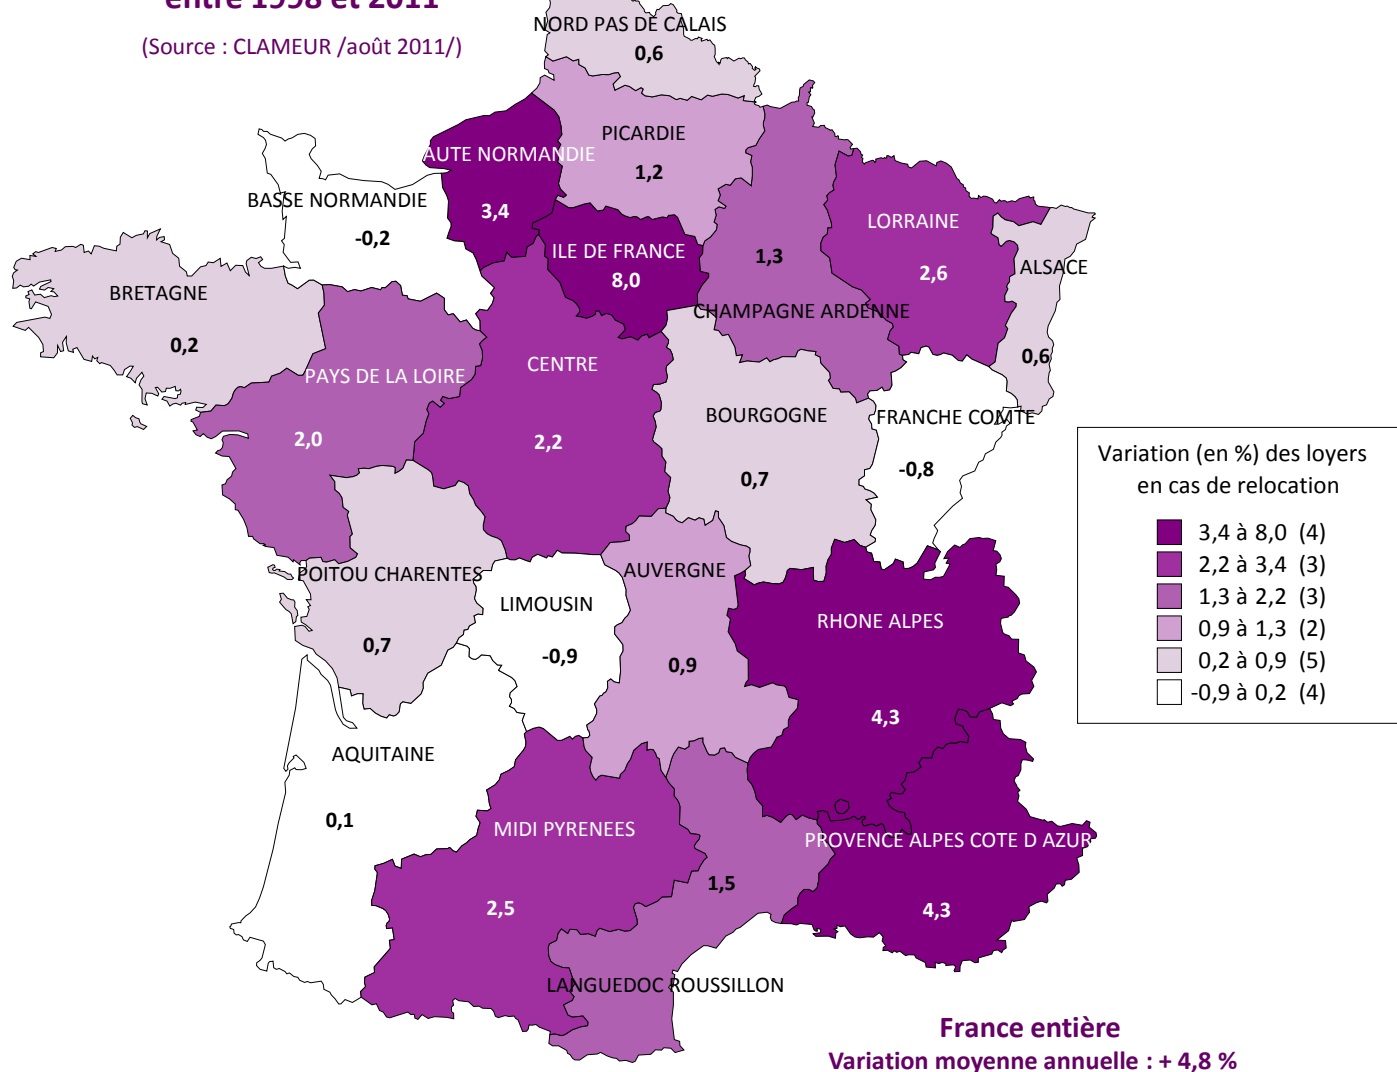 entre 1998 et 2011
(Source : CLAMEUR /août 2011/)
NORD PAS DE CALAIS
0,6
PICARDIE
1,2
AUTE NORMANDIE
3,4
BASSE NORMANDIE
-0,2
ILE DE FRANCE
8,0
1,3
CHAMPAGNE ARDENNE
LORRAINE
2,6
ALSACE
0,6
BRETAGNE
0,2
PAYS DE LA LOIRE
2,0
CENTRE
2,2
BOURGOGNE
0,7
FRANCHE COMTE
-0,8
POITOU CHARENTES
0,7
LIMOUSIN
-0,9
AUVERGNE
0,9
RHONE ALPES
4,3
AQUITAINE
0,1
MIDI PYRENEES
2,5
1,5
LANGUEDOC ROUSSILLON
PROVENCE ALPES COTE D AZUR
4,3
Variation (en %) des loyers
en cas de relocation
3,4 à 8,0 (4)
2,2 à 3,4 (3)
1,3 à 2,2 (3)
0,9 à 1,3 (2)
0,2 à 0,9 (5)
-0,9 à 0,2 (4)
France entière
Variation moyenne annuelle : + 4,8 %